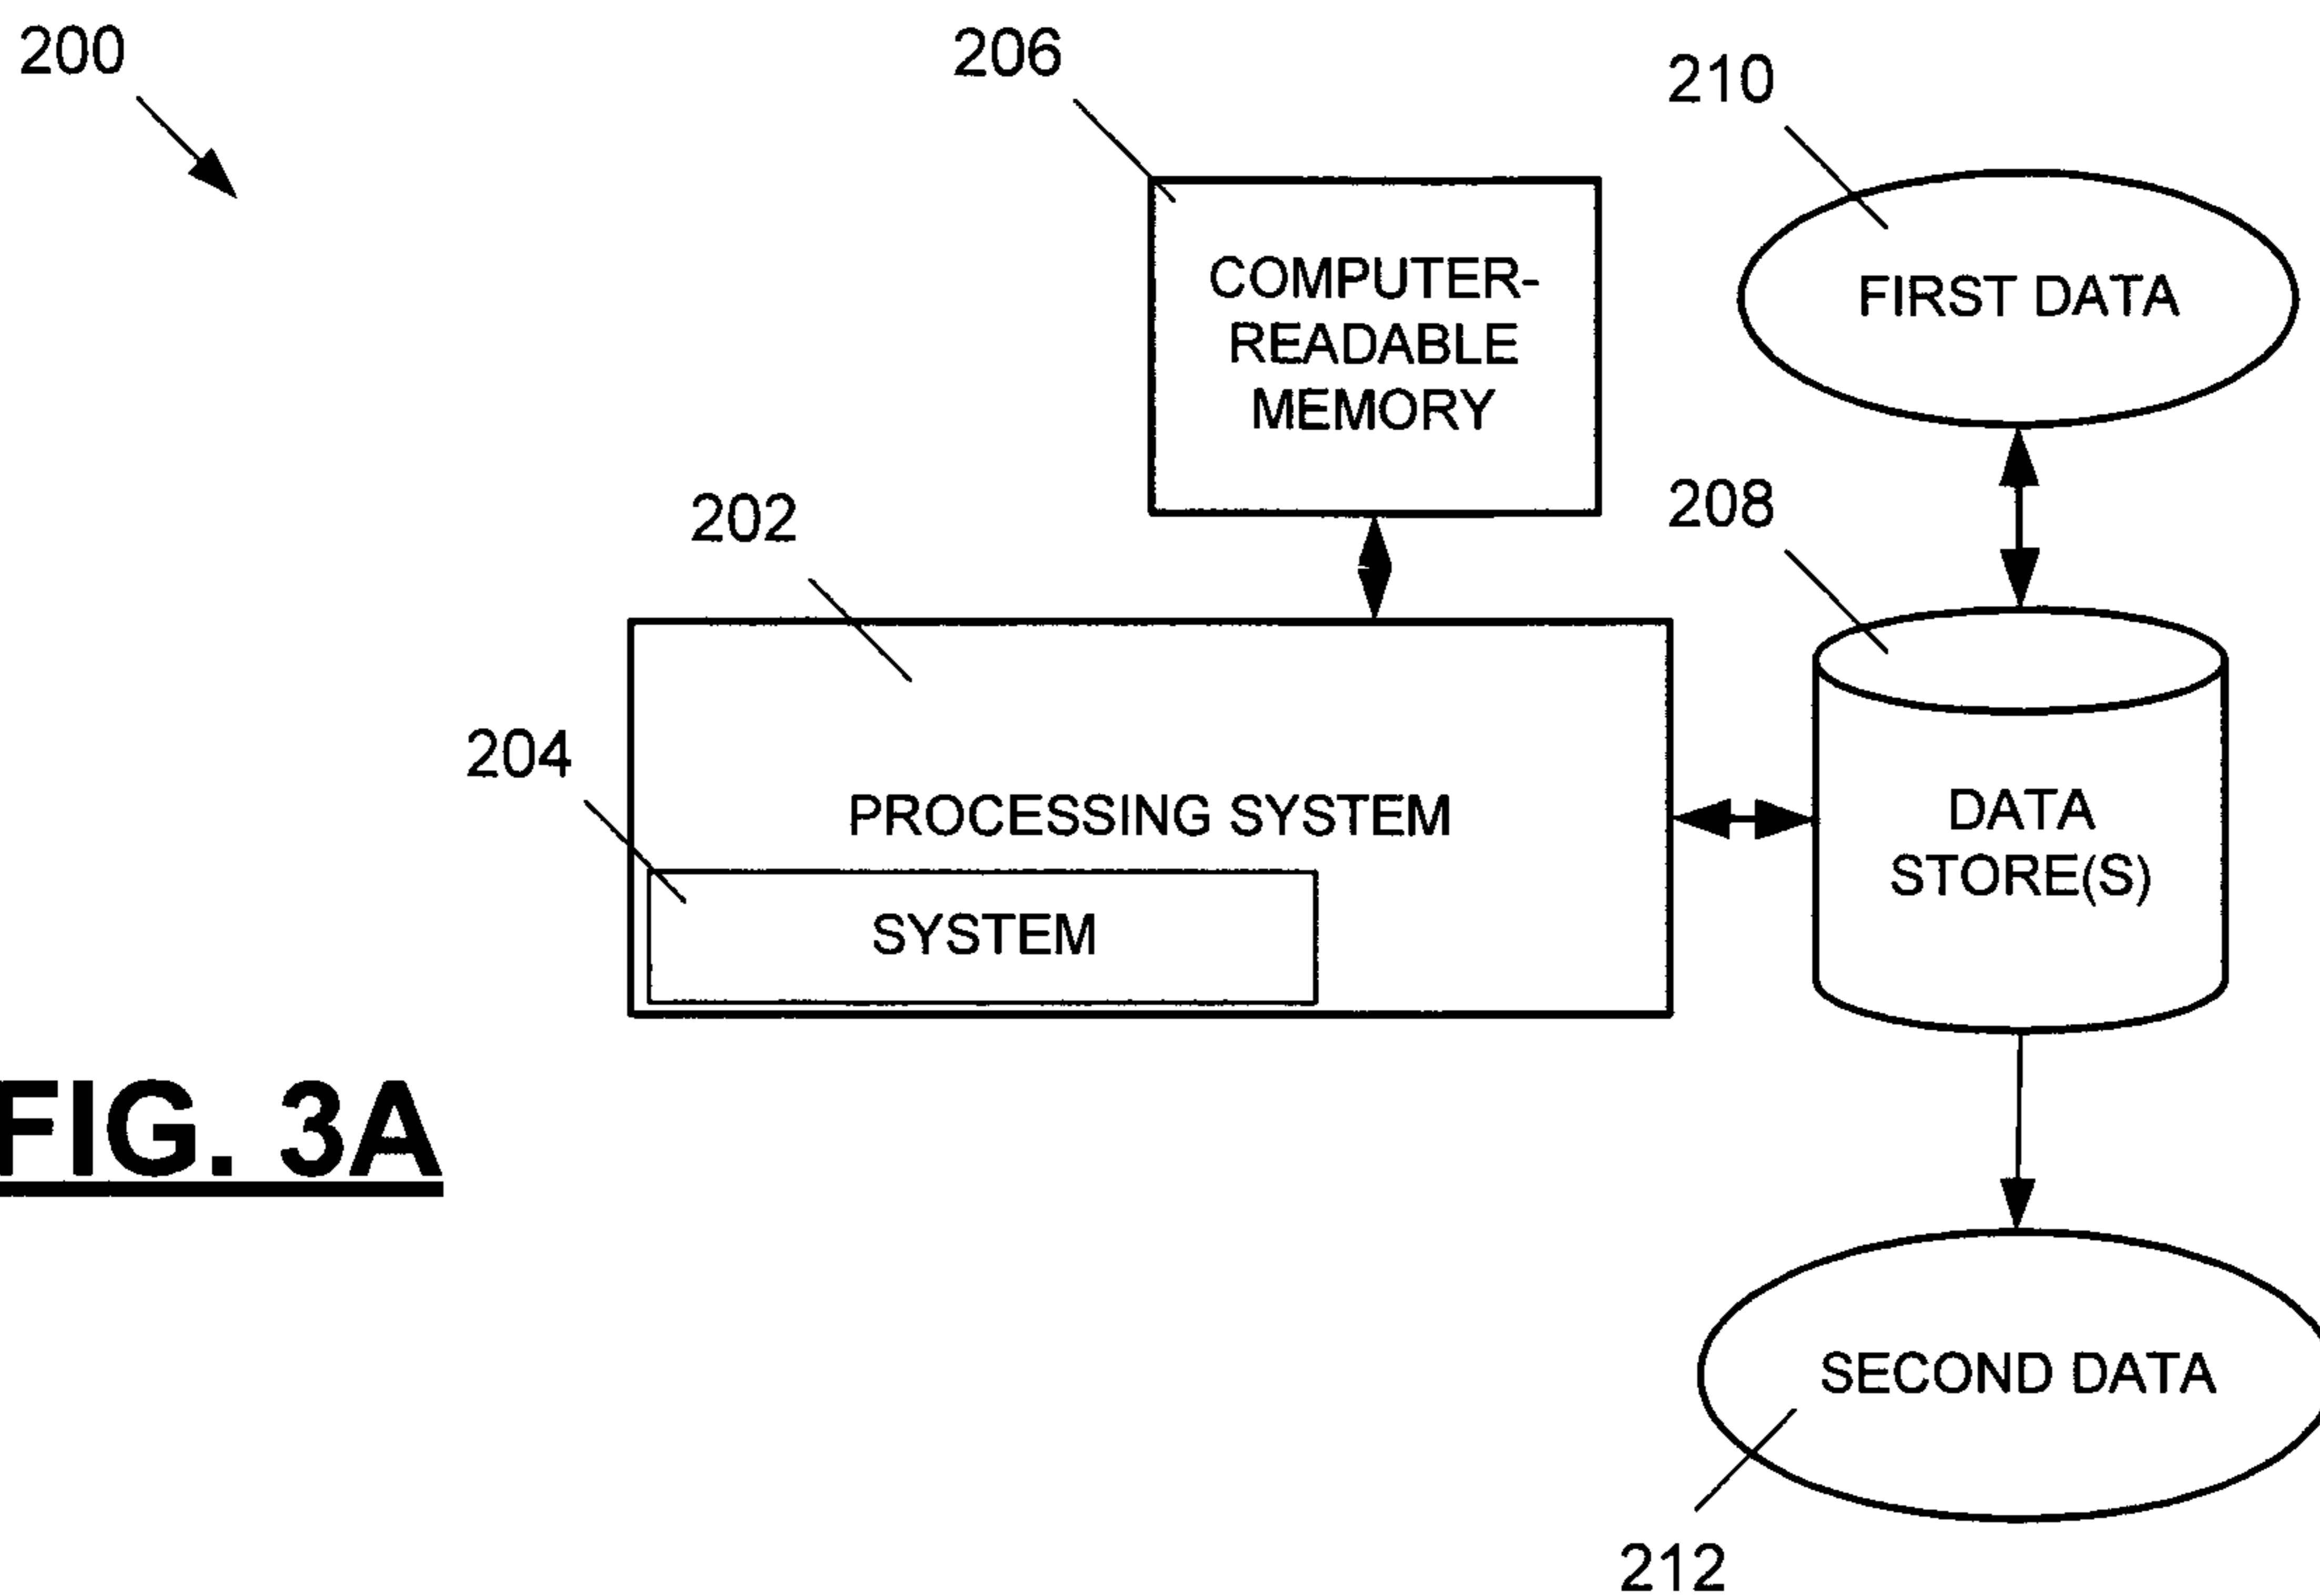 200
206
210
COMPUTER-
READABLE
MEMORY
FIRST DATA
202
208
204
PROCESSING SYSTEM
DATA
STORE(S)
SYSTEM
FIG. 3A
SECOND DATA
212